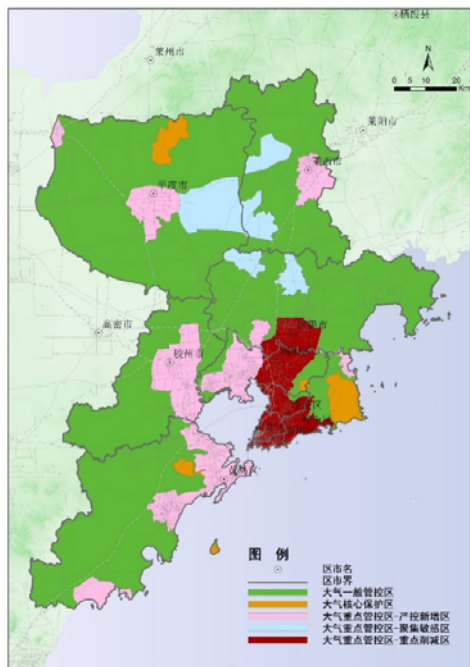 栖霞县
莱州市
N
0 5 10 20
Km
莱阳市
莱西市
平度市
高密市
胶州市
黄岛区
图 例
区市名
区市界
大气一般管控区
大气核心保护区
大气重点管控区-严控新增区
大气重点管控区-聚集敏感区
大气重点管控区-重点削减区